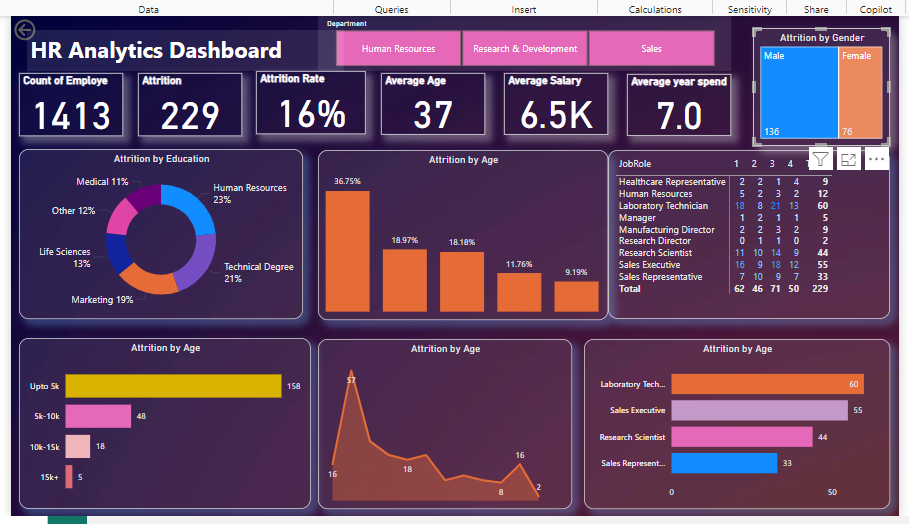 Data Queries Insert Calculations Sensitivity Share Copilot
Department
HR Analytics Dashboard
Human Resources Research & Development Sales
Count of Employe Attrition Attrition Rate Average Age Average Salary Average year spend
1413 229 16% 37 6.5K 7.0
Attrition by Gender
Male Female
136 76
Attrition by Education
Medical 11%
Human Resources
23%
Other 12%
Life Sciences
13%
Technical Degree
21%
Marketing 19%
Attrition by Age
36.75%
18.97%
18.18%
11.76%
9.19%
JobRole 1 2 3 4
Healthcare Representative 2 2 1 4 9
Human Resources 5 2 3 2 12
Laboratory Technician 18 8 21 13 60
Manager 1 2 1 1 5
Manufacturing Director 2 2 3 2 9
Research Director 0 1 1 0 2
Research Scientist 11 10 14 9 44
Sales Executive 16 9 18 12 55
Sales Representative 7 10 9 7 33
Total 62 46 71 50 229
Attrition by Age
Upto 5k 158
5k-10k 48
10k-15k 18
15k+ 5
Attrition by Age
57
16
18
16
8
2
Attrition by Age
Laboratory Tech... 60
Sales Executive 55
Research Scientist 44
Sales Represent... 33
0 50